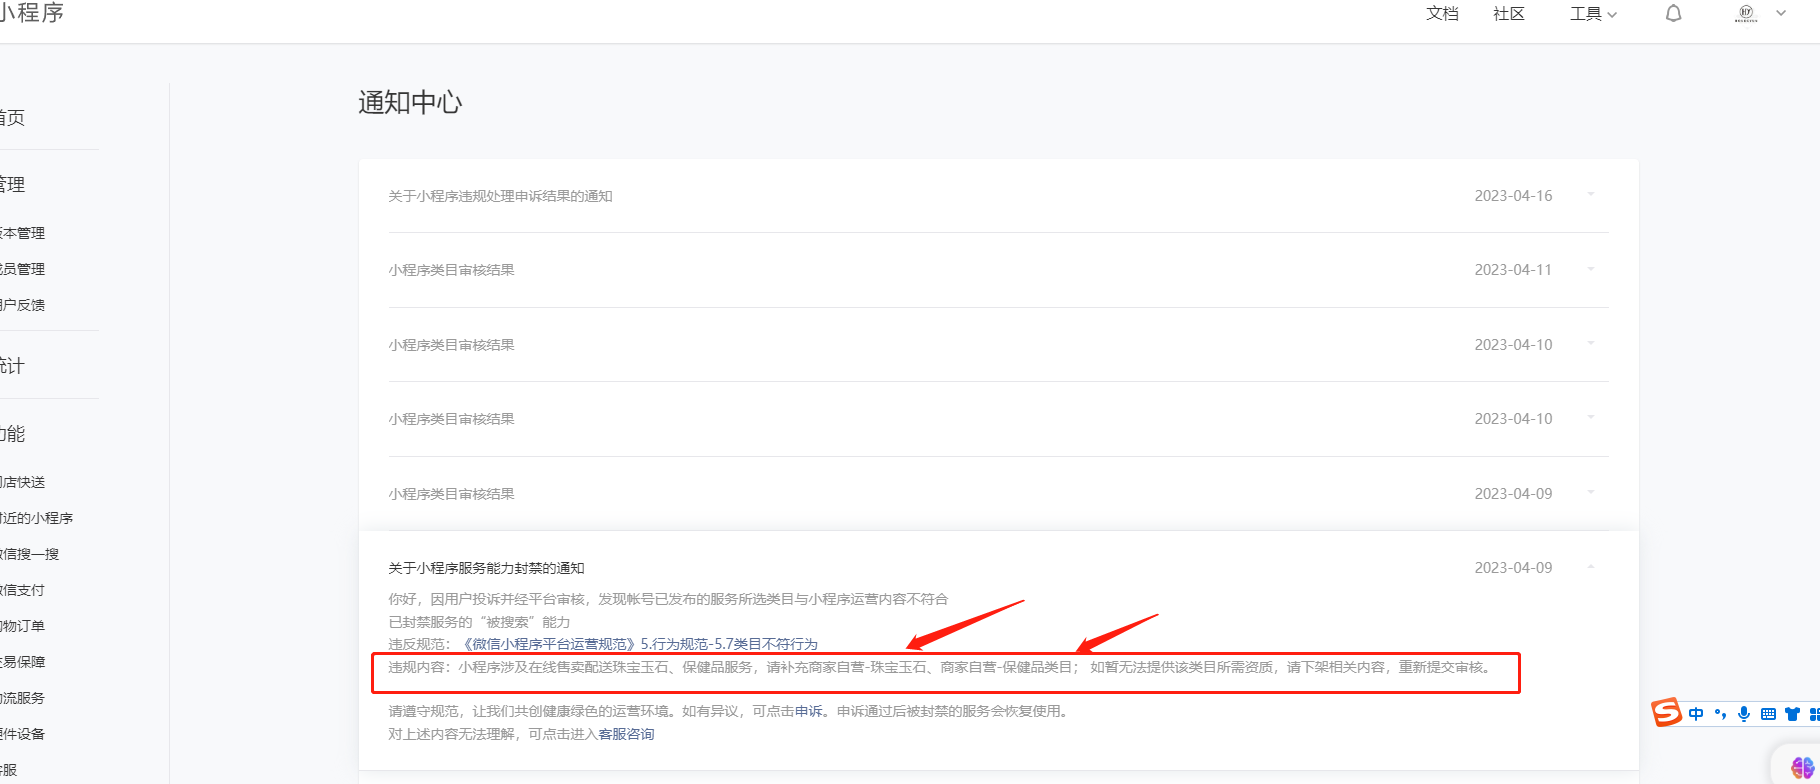 小程序
文档
社区
工具
首页
管理
版本管理
成员管理
用户反馈
统计
功能
门店快送
附近的小程序
微信搜一搜
微信支付
购物订单
交易保障
物流服务
硬件设备
客服
通知中心
关于小程序违规处理申诉结果的通知 2023-04-16
小程序类目审核结果 2023-04-11
小程序类目审核结果 2023-04-10
小程序类目审核结果 2023-04-10
小程序类目审核结果 2023-04-09
关于小程序服务能力封禁的通知 2023-04-09
你好，因用户投诉并经平台审核，发现帐号已发布的服务所选类目与小程序运营内容不符合
已封禁服务的“被搜索”能力
违反规范：《微信小程序平台运营规范》5.行为规范-5.7类目不符行为
违规内容：小程序涉及在线售卖配送珠宝玉石、保健品服务，请补充商家自营-珠宝玉石、商家自营-保健品类目； 如暂无法提供该类目所需资质，请下架相关内容，重新提交审核。
请遵守规范，让我们共创健康绿色的运营环境。如有异议，可点击申诉。申诉通过后被封禁的服务会恢复使用。
对上述内容无法理解，可点击进入客服咨询
中